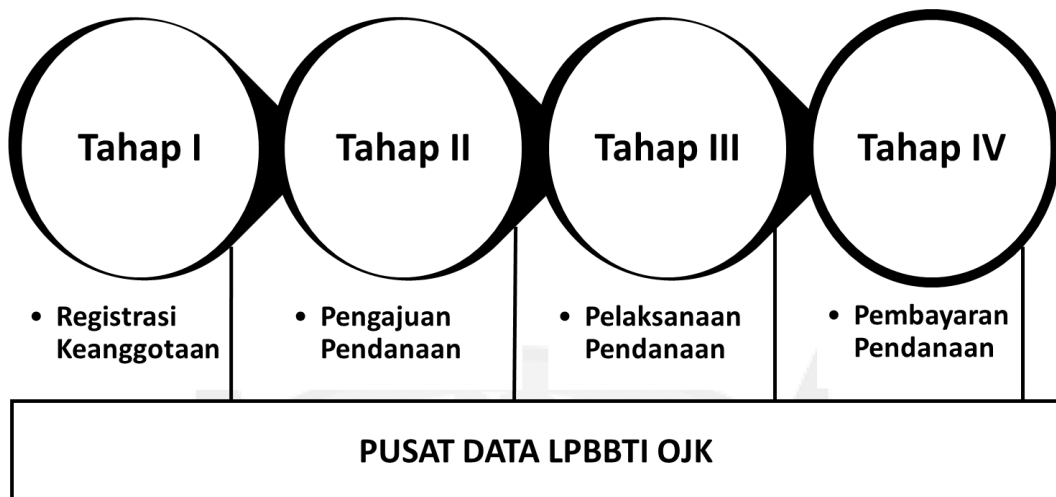 Tahap I
Tahap II
Tahap III
Tahap IV
• Registrasi
Keanggotaan
• Pengajuan
Pendanaan
• Pelaksanaan
Pendanaan
• Pembayaran
Pendanaan
PUSAT DATA LPBBTI OJK